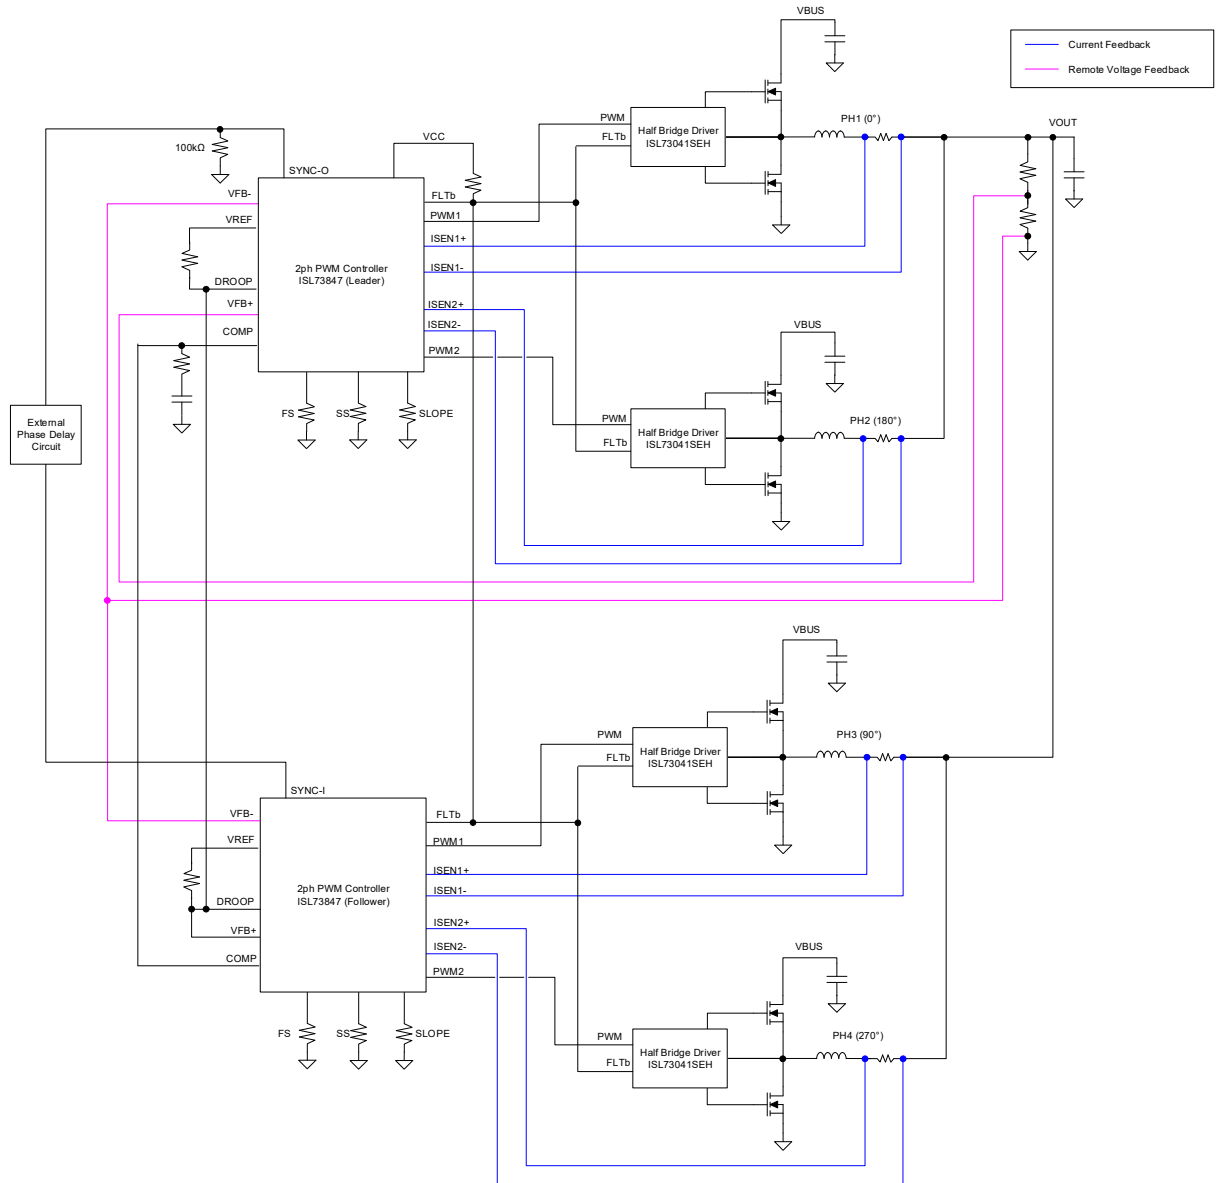 VBUS
Current Feedback
Remote Voltage Feedback
PWM
FLTb
Half Bridge Driver
ISL73041SEH
PH1 (0°)
VOUT
100kΩ
VCC
SYNC-O
VFB-
VREF
DROOP
VFB+
COMP
2ph PWM Controller
ISL73847 (Leader)
FLTb
PWM1
ISEN1+
ISEN1-
ISEN2+
ISEN2-
PWM2
FS
SS
SLOPE
VBUS
PWM
FLTb
Half Bridge Driver
ISL73041SEH
PH2 (180°)
External
Phase Delay
Circuit
VBUS
PWM
FLTb
Half Bridge Driver
ISL73041SEH
PH3 (90°)
SYNC-I
VFB-
VREF
DROOP
VFB+
COMP
2ph PWM Controller
ISL73847 (Follower)
FLTb
PWM1
ISEN1+
ISEN1-
ISEN2+
ISEN2-
PWM2
FS
SS
SLOPE
VBUS
PWM
FLTb
Half Bridge Driver
ISL73041SEH
PH4 (270°)